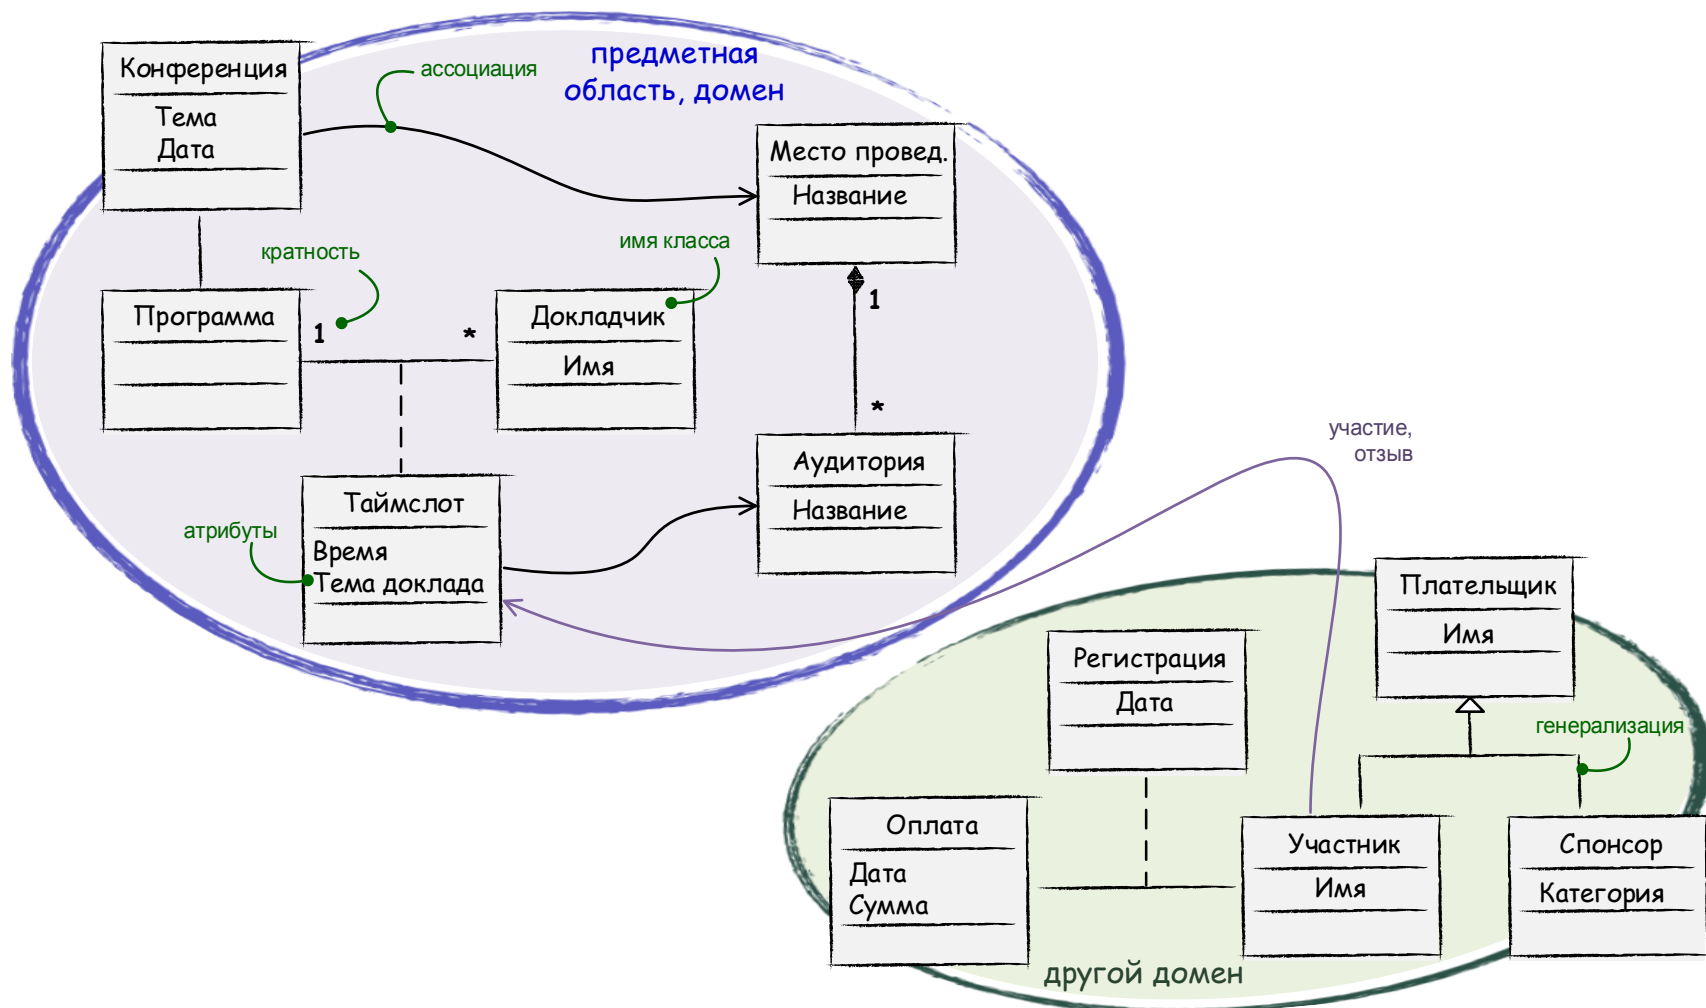 предметная
область, домен
ассоциация
Конференция
Тема
Дата
Место провед.
Название
кратность
имя класса
Программа
1
*
Докладчик
Имя
1
*
Аудитория
Название
участие,
отзыв
атрибуты
Таймслот
Время
Тема доклада
Плательщик
Имя
Регистрация
Дата
генерализация
Оплата
Дата
Сумма
Участник
Имя
Спонсор
Категория
другой домен